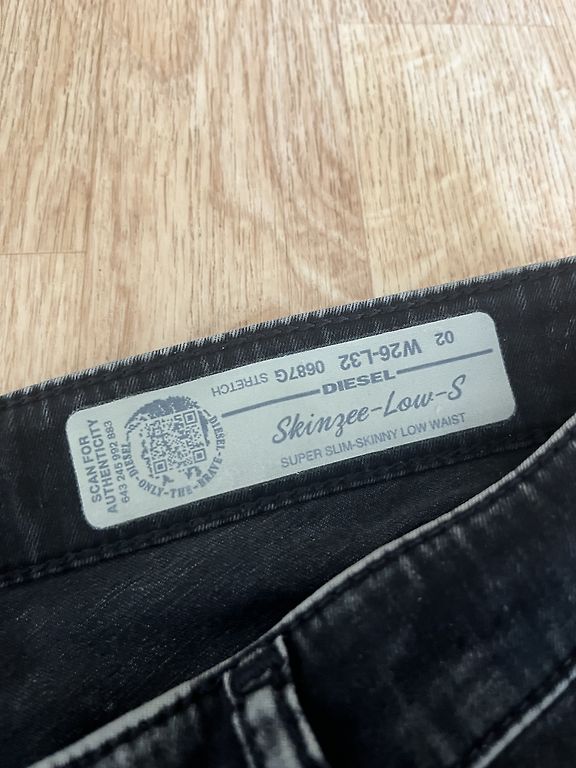 SCAN FOR
AUTHENTICITY
643 245 992 883
DIESEL
ONLY-THE-BRAVE
DIESEL
02 W26-L32 0687G STRETCH
DIESEL
Skinzee-Low-S
SUPER SLIM-SKINNY LOW WAIST